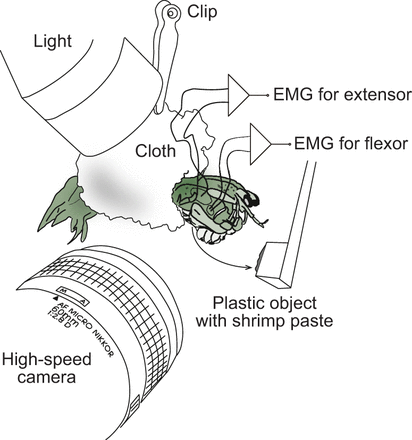 Clip
Light
EMG for extensor
EMG for flexor
Cloth
Plastic object
with shrimp paste
M A
AF MICRO NIKKOR
60mm
1:2.8 D
High-speed
camera